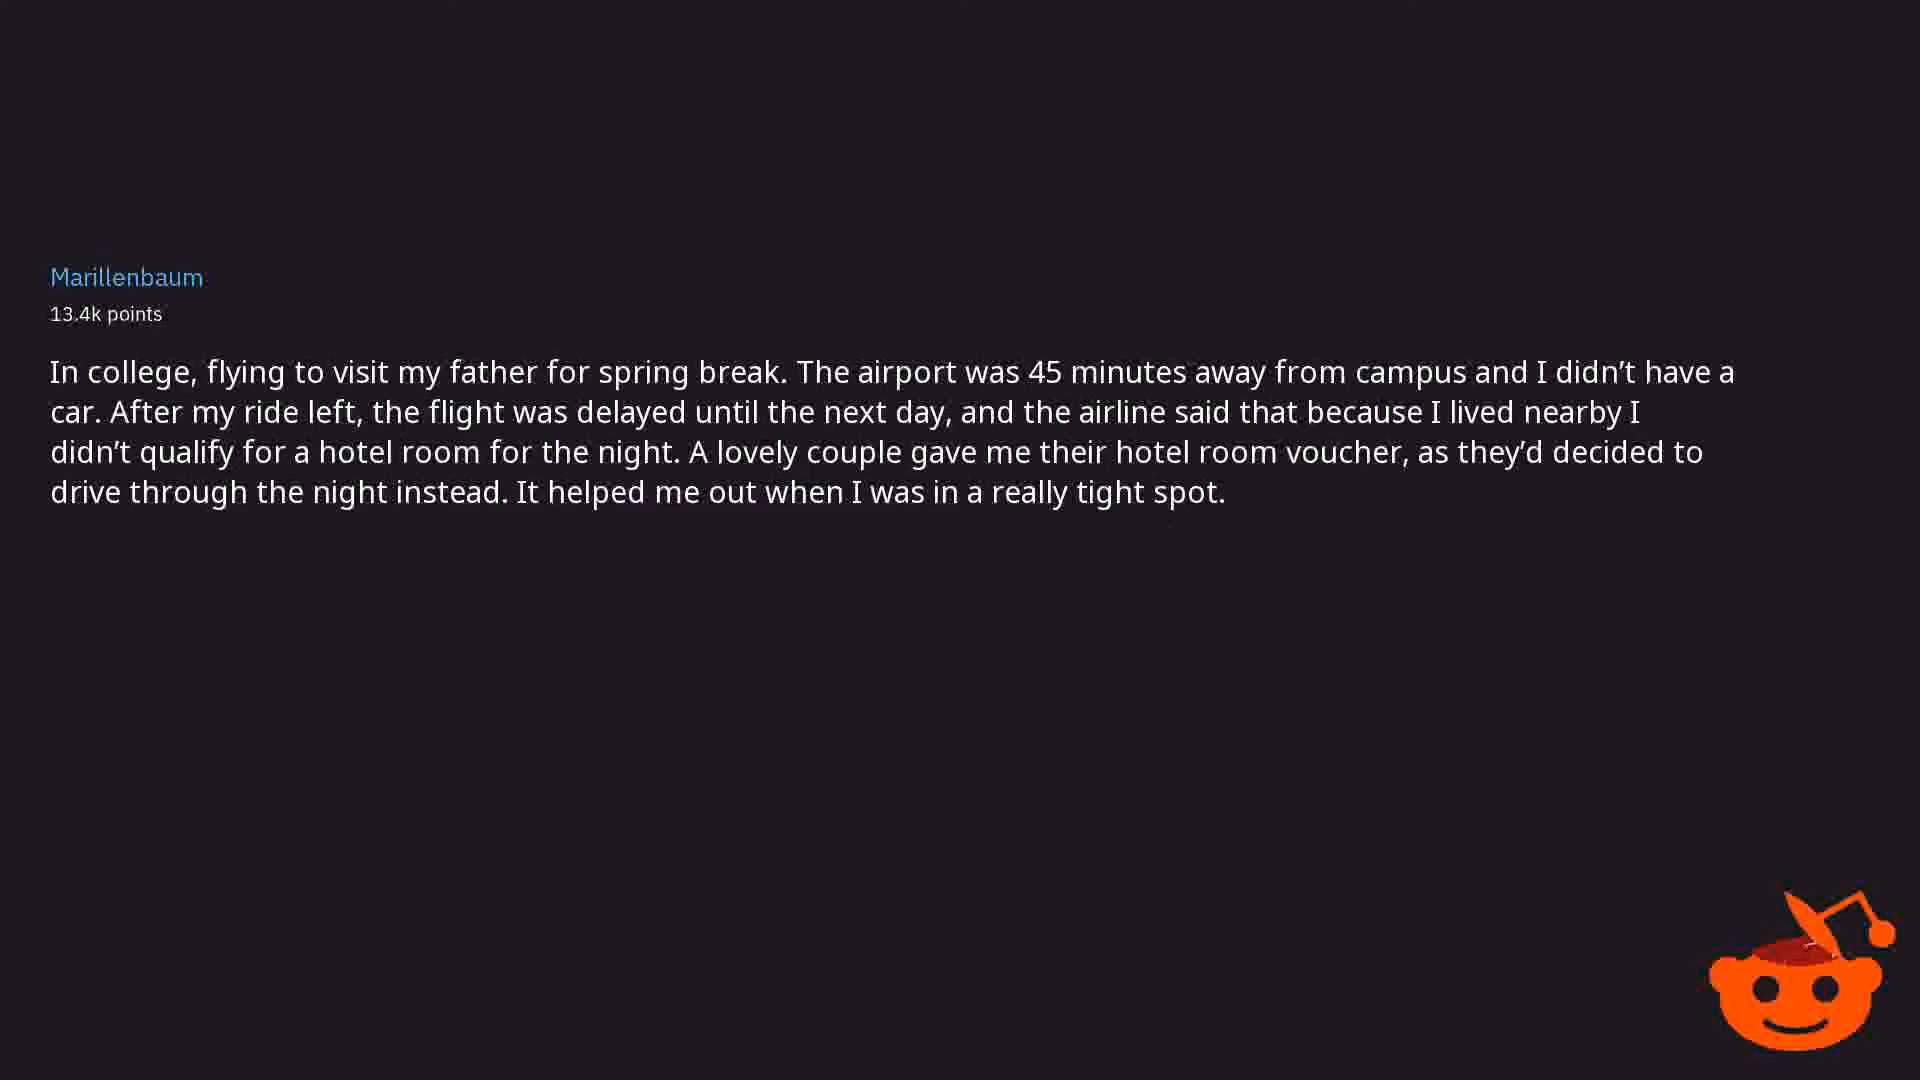 Marillenbaum
13.4k points
In college, flying to visit my father for spring break. The airport was 45 minutes away from campus and I didn’t have a
car. After my ride left, the flight was delayed until the next day, and the airline said that because I lived nearby I
didn’t qualify for a hotel room for the night. A lovely couple gave me their hotel room voucher, as they’d decided to
drive through the night instead. It helped me out when I was in a really tight spot.